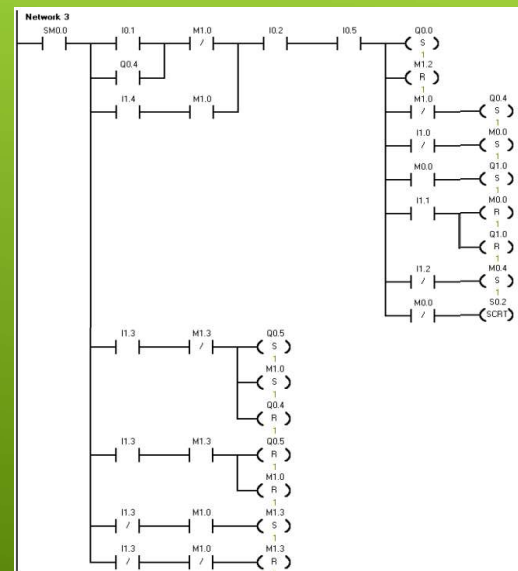 Network 3
SM0.0 I0.1 M1.0 I0.2 I0.5 Q0.0
/ S
1
Q0.4 M1.2
R
1
I1.4 M1.0 M1.0 Q0.4
/ S
1
I1.0 M0.0
/ S
1
M0.0 Q1.0
S
1
I1.1 M0.0
R
1
Q1.0
R
1
I1.2 M0.4
/ S
1
M0.0 S0.2
/ SCRT
I1.3 M1.3 Q0.5
/ S
1
M1.0
S
1
Q0.4
R
1
I1.3 M1.3 Q0.5
R
1
M1.0
R
1
I1.3 M1.0 M1.3
/ S
1
I1.3 M1.0 M1.3
/ / R
1